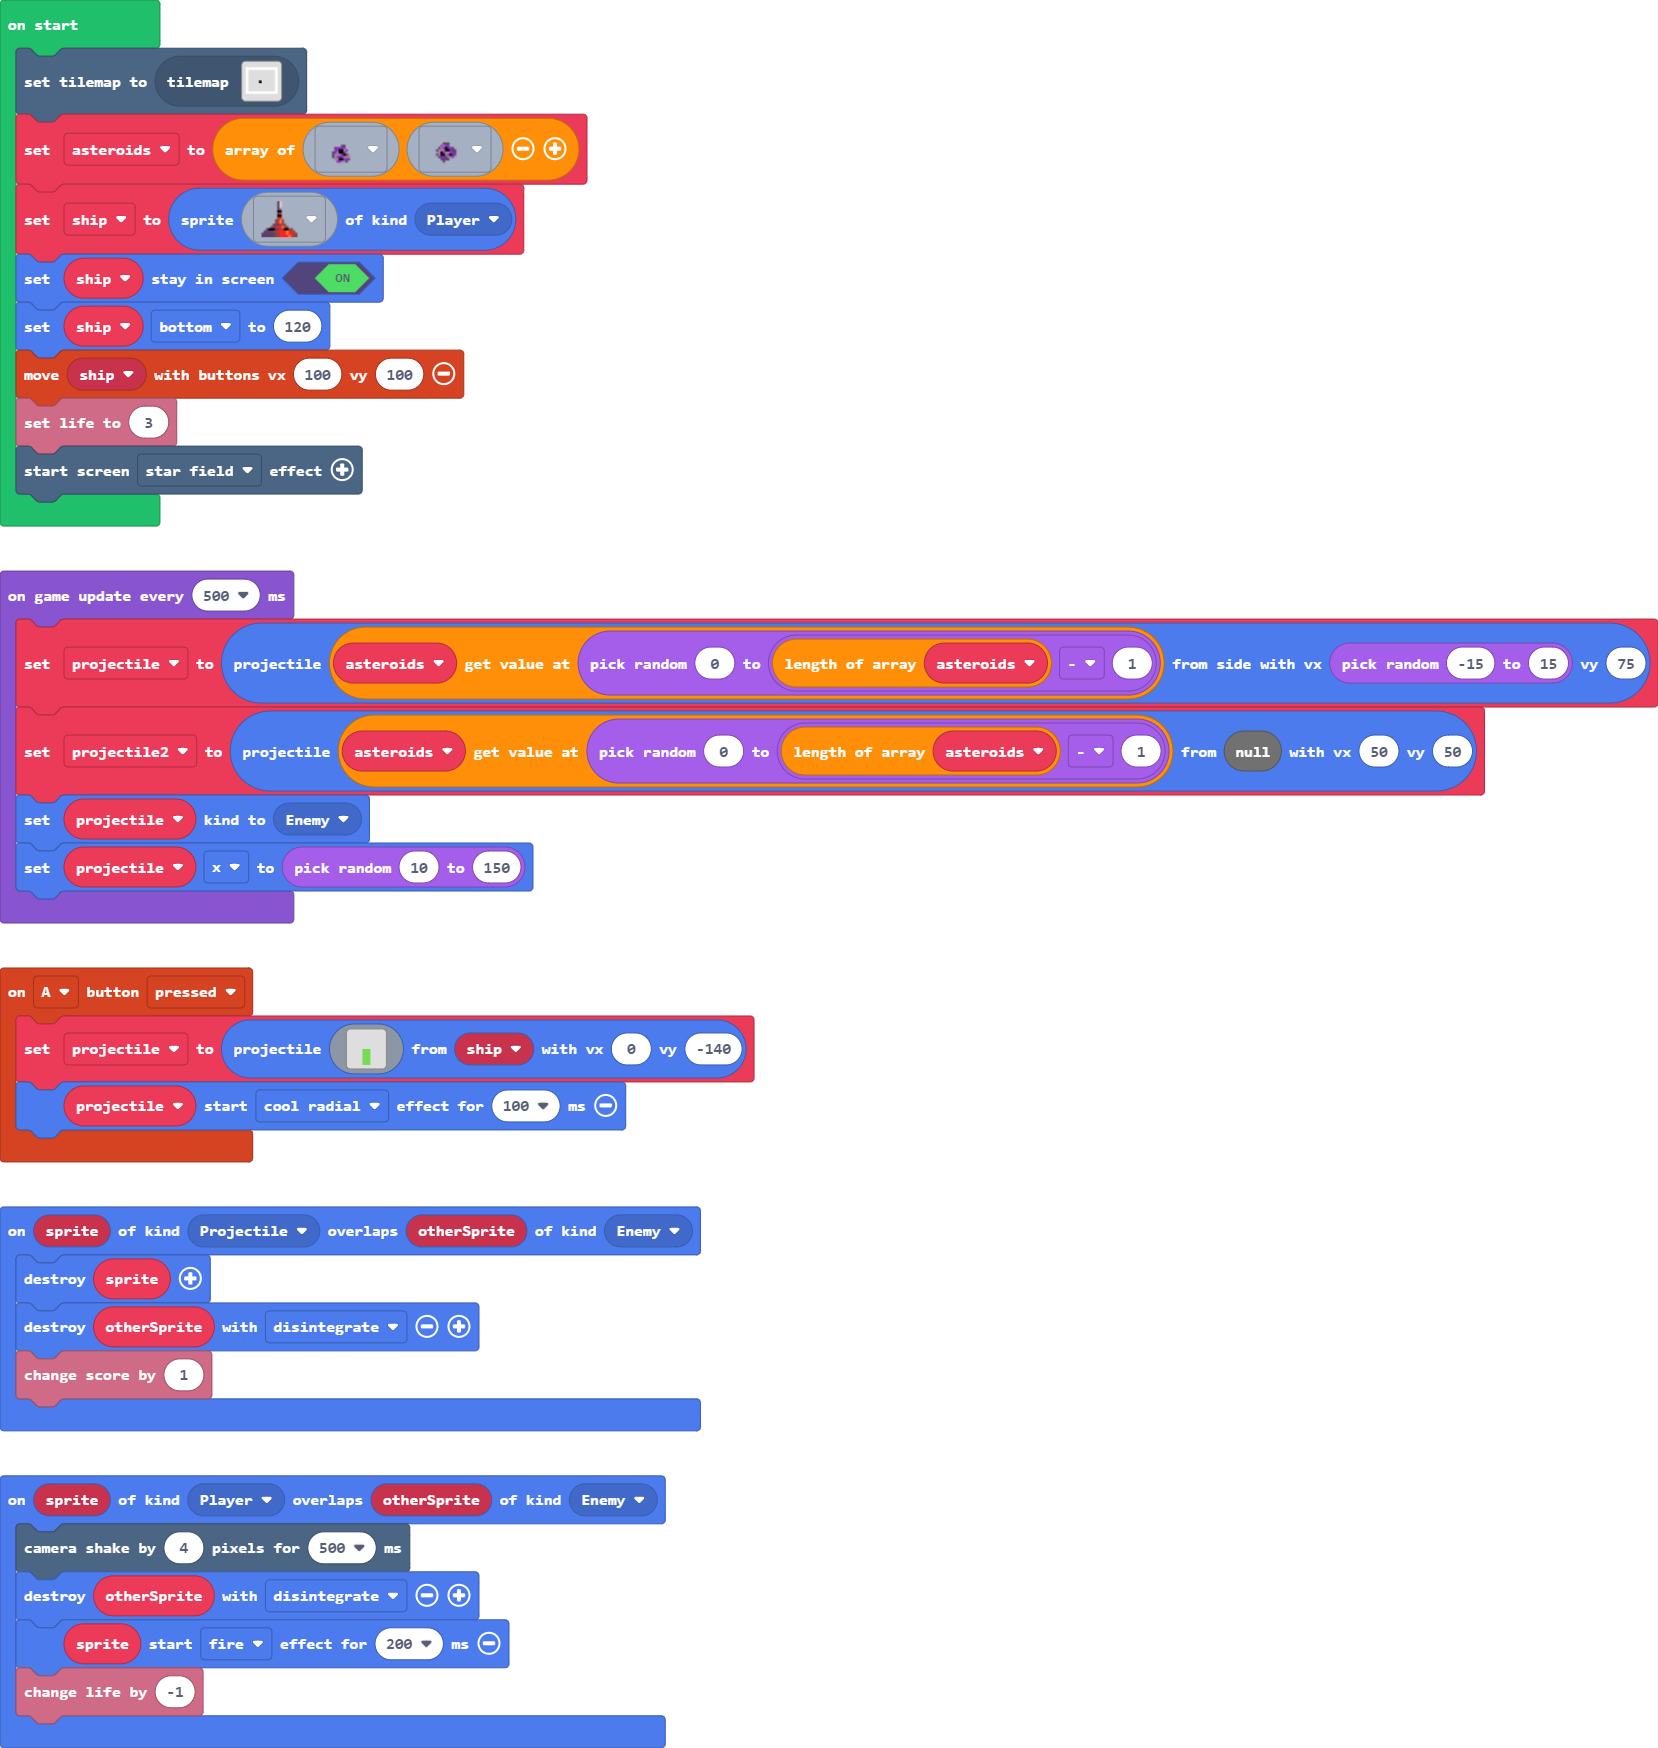 on start
set tilemap to tilemap
set asteroids to array of
set ship to sprite of kind Player
set ship stay in screen ON
set ship bottom to 120
move ship with buttons vx 100 vy 100
set life to 3
start screen star field effect
on game update every 500 ms
set projectile to projectile asteroids get value at pick random 0 to length of array asteroids - 1 from side with vx pick random -15 to 15 vy 75
set projectile2 to projectile asteroids get value at pick random 0 to length of array asteroids - 1 from null with vx 50 vy 50
set projectile kind to Enemy
set projectile x to pick random 10 to 150
on A button pressed
set projectile to projectile from ship with vx 0 vy -140
projectile start cool radial effect for 100 ms
on sprite of kind Projectile overlaps otherSprite of kind Enemy
destroy sprite
destroy otherSprite with disintegrate
change score by 1
on sprite of kind Player overlaps otherSprite of kind Enemy
camera shake by 4 pixels for 500 ms
destroy otherSprite with disintegrate
sprite start fire effect for 200 ms
change life by -1